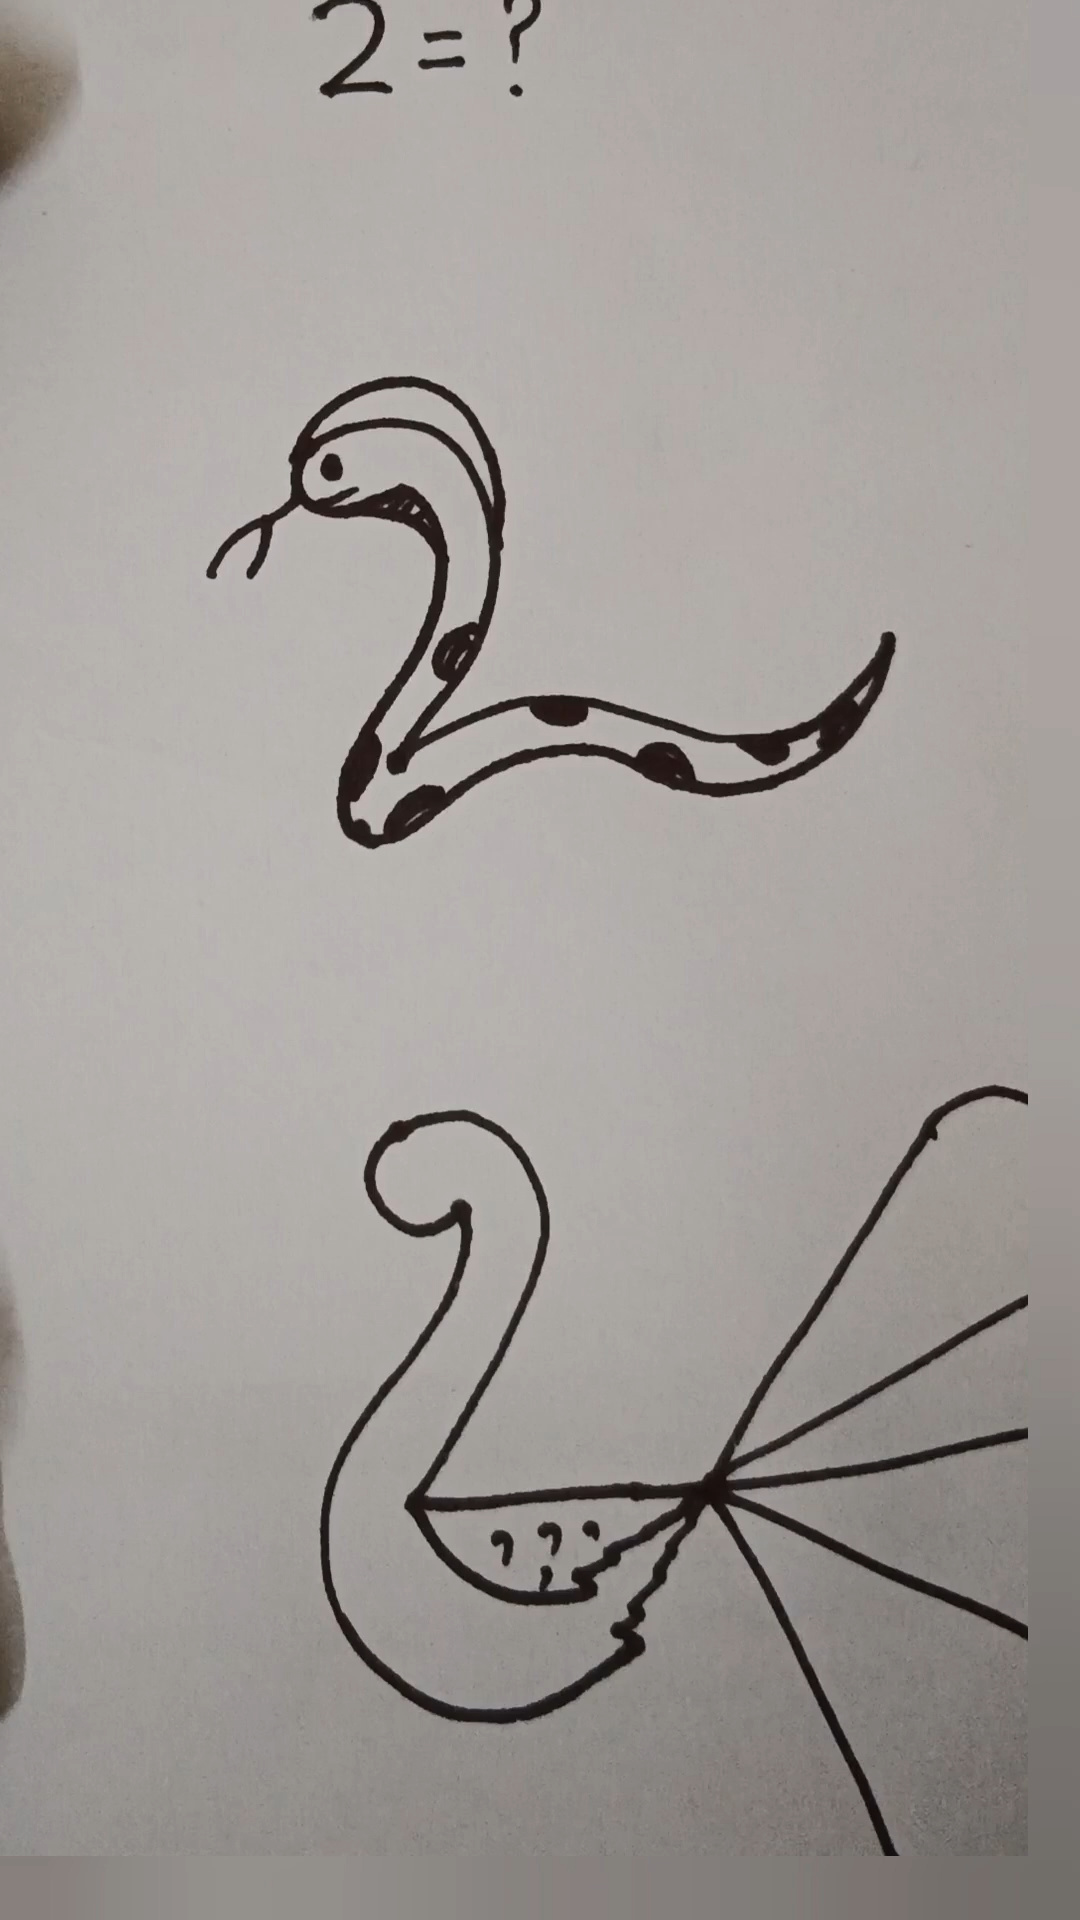 2 = ?